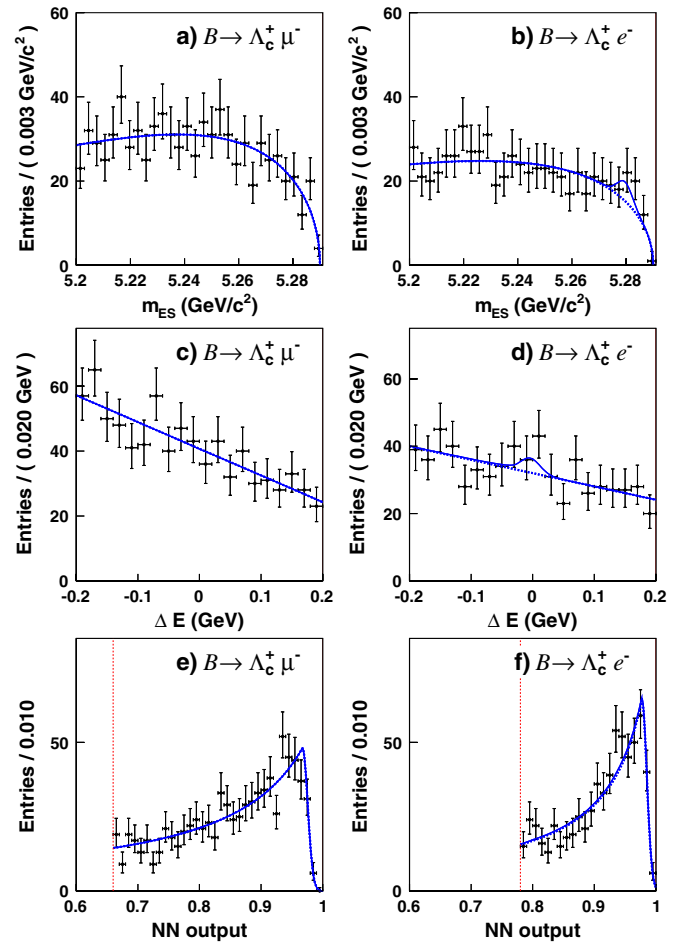 a) B→ Λc+ μ-
Entries / ( 0.003 GeV/c2 )
60
40
20
0
5.2 5.22 5.24 5.26 5.28
mES (GeV/c2)
b) B→ Λc+ e-
Entries / ( 0.003 GeV/c2 )
60
40
20
0
5.2 5.22 5.24 5.26 5.28
mES (GeV/c2)
c) B→ Λc+ μ-
Entries / ( 0.020 GeV )
60
40
20
0
-0.2 -0.1 0 0.1 0.2
Δ E (GeV)
d) B→ Λc+ e-
Entries / ( 0.020 GeV )
60
40
20
0
-0.2 -0.1 0 0.1 0.2
Δ E (GeV)
e) B→ Λc+ μ-
Entries / 0.010
50
0
0.6 0.7 0.8 0.9 1
NN output
f) B→ Λc+ e-
Entries / 0.010
50
0
0.6 0.7 0.8 0.9 1
NN output